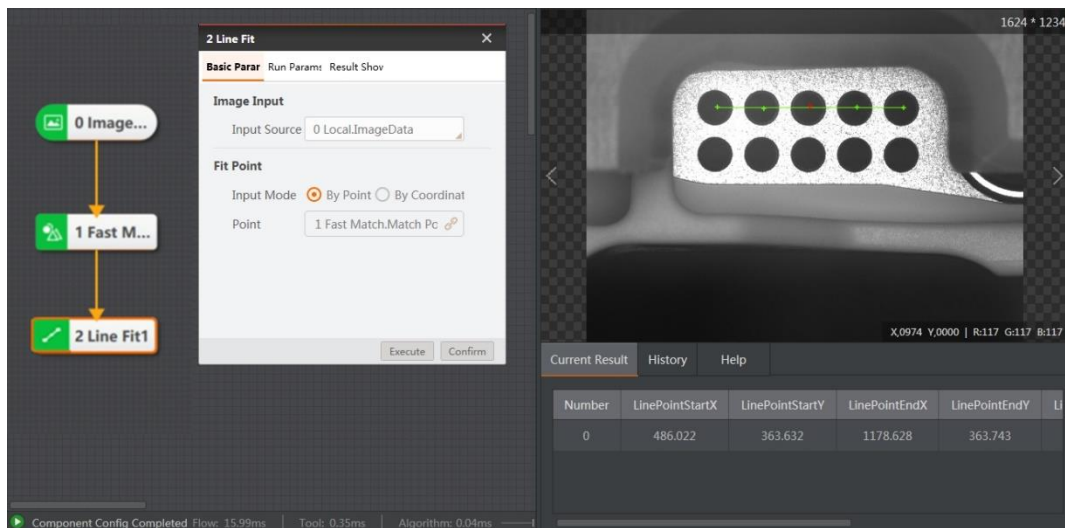 2 Line Fit
Basic Parar Run Params Result Shov
Image Input
Input Source 0 Local.ImageData
Fit Point
Input Mode By Point By Coordinat
Point 1 Fast Match.Match Pc
Execute Confirm
0 Image...
1 Fast M...
2 Line Fit1
Component Config Completed Flow: 15.99ms Tool: 0.35ms Algorithm: 0.04ms
1624 * 1234
X,0974 Y,0000 | R:117 G:117 B:117
Current Result History Help
Number LinePointStartX LinePointStartY LinePointEndX LinePointEndY Li
0 486.022 363.632 1178.628 363.743